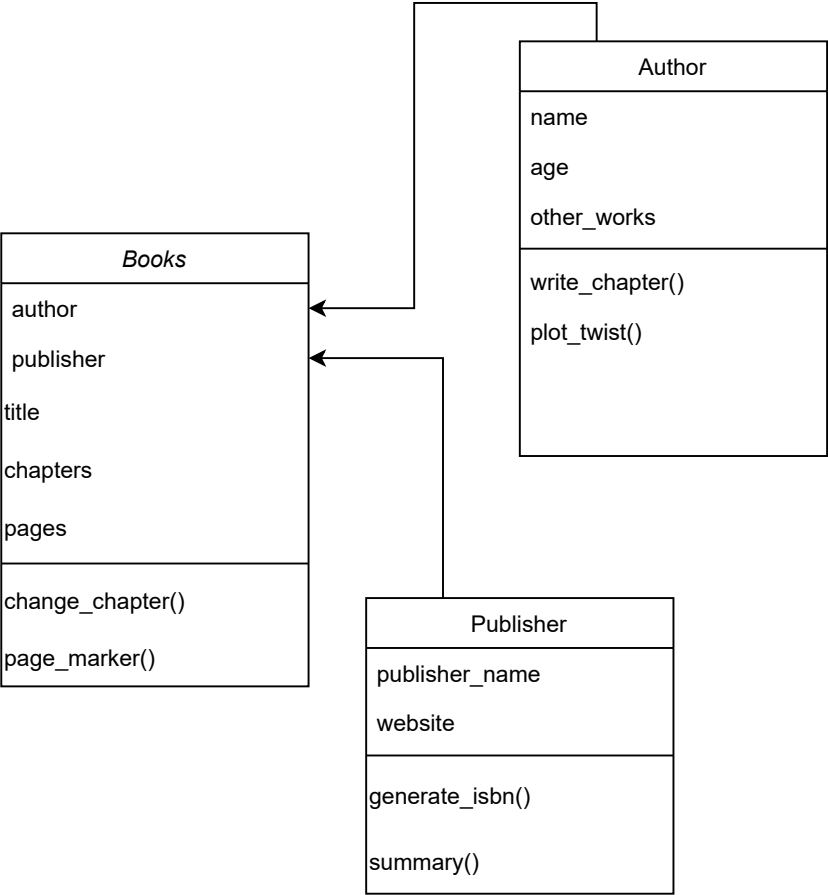 Author
name
age
other_works
write_chapter()
plot_twist()
Books
author
publisher
title
chapters
pages
change_chapter()
page_marker()
Publisher
publisher_name
website
generate_isbn()
summary()